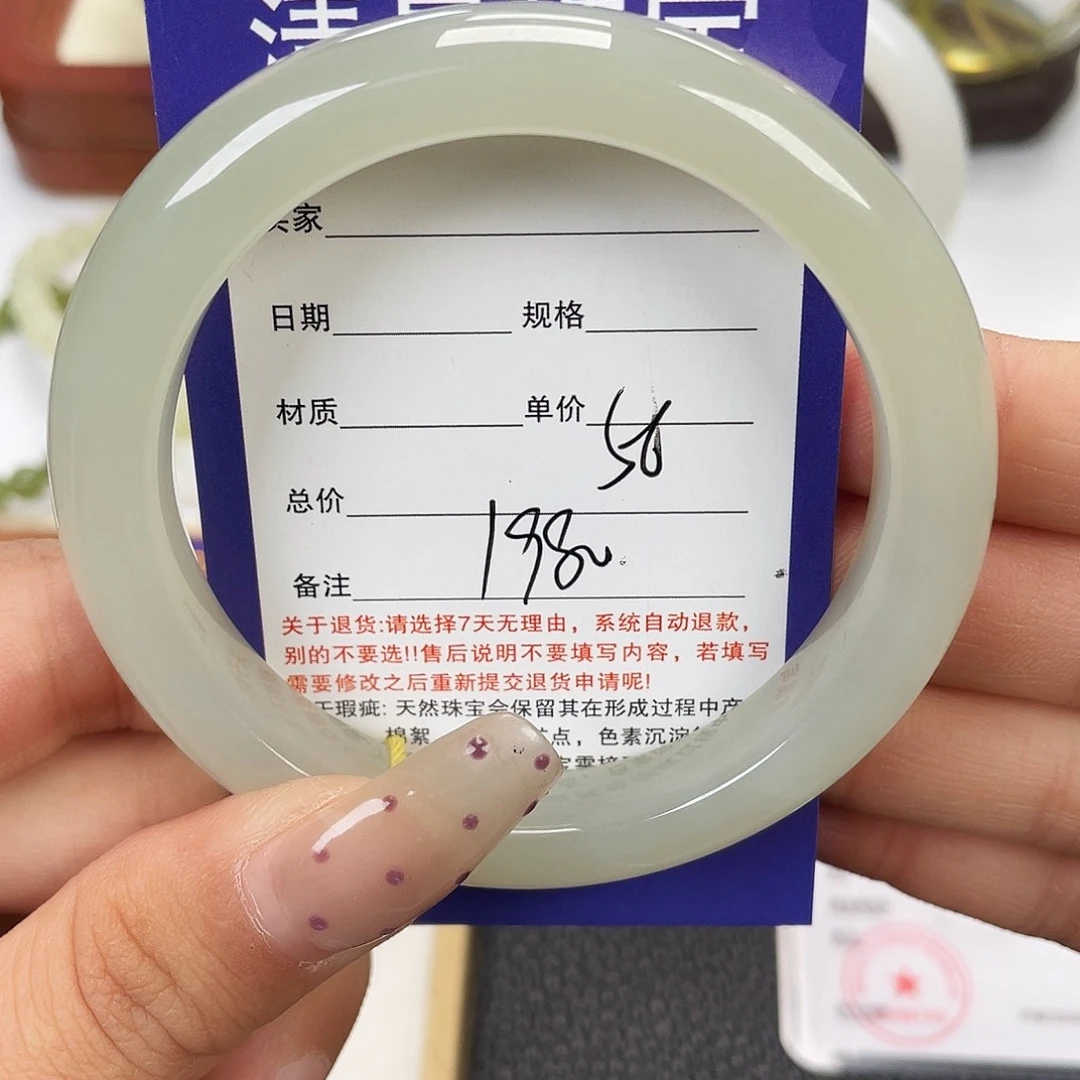 家
日期 规格
材质 单价 56
总价
1980
备注
关于退货:请选择7天无理由，系统自动退款，
别的不要选!!售后说明不要填写内容，若填写
需要修改之后重新提交退货申请呢!
于瑕疵: 天然珠宝会保留其在形成过程中产
棉絮 点，色素沉淀